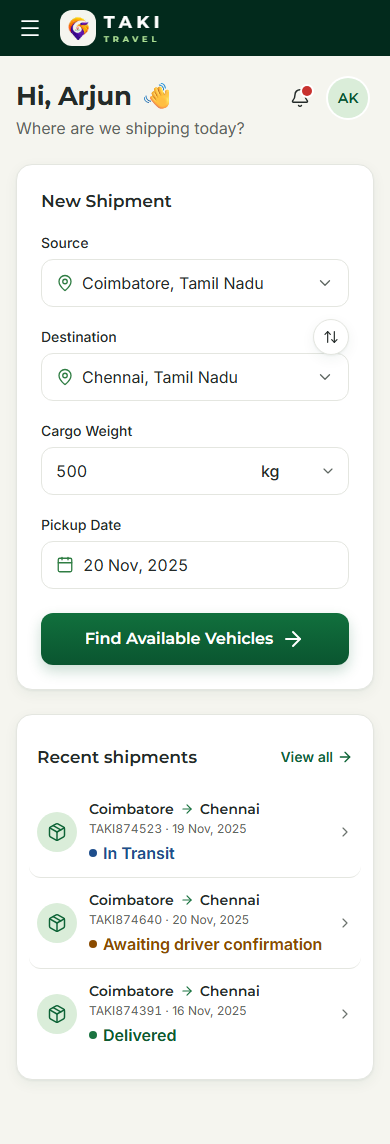 TAKI
TRAVEL
Hi, Arjun 👋
AK
Where are we shipping today?
New Shipment
Source
Coimbatore, Tamil Nadu
Destination
Chennai, Tamil Nadu
Cargo Weight
500 kg
Pickup Date
20 Nov, 2025
Find Available Vehicles →
Recent shipments View all →
Coimbatore → Chennai
TAKI874523 · 19 Nov, 2025
In Transit
Coimbatore → Chennai
TAKI874640 · 20 Nov, 2025
Awaiting driver confirmation
Coimbatore → Chennai
TAKI874391 · 16 Nov, 2025
Delivered